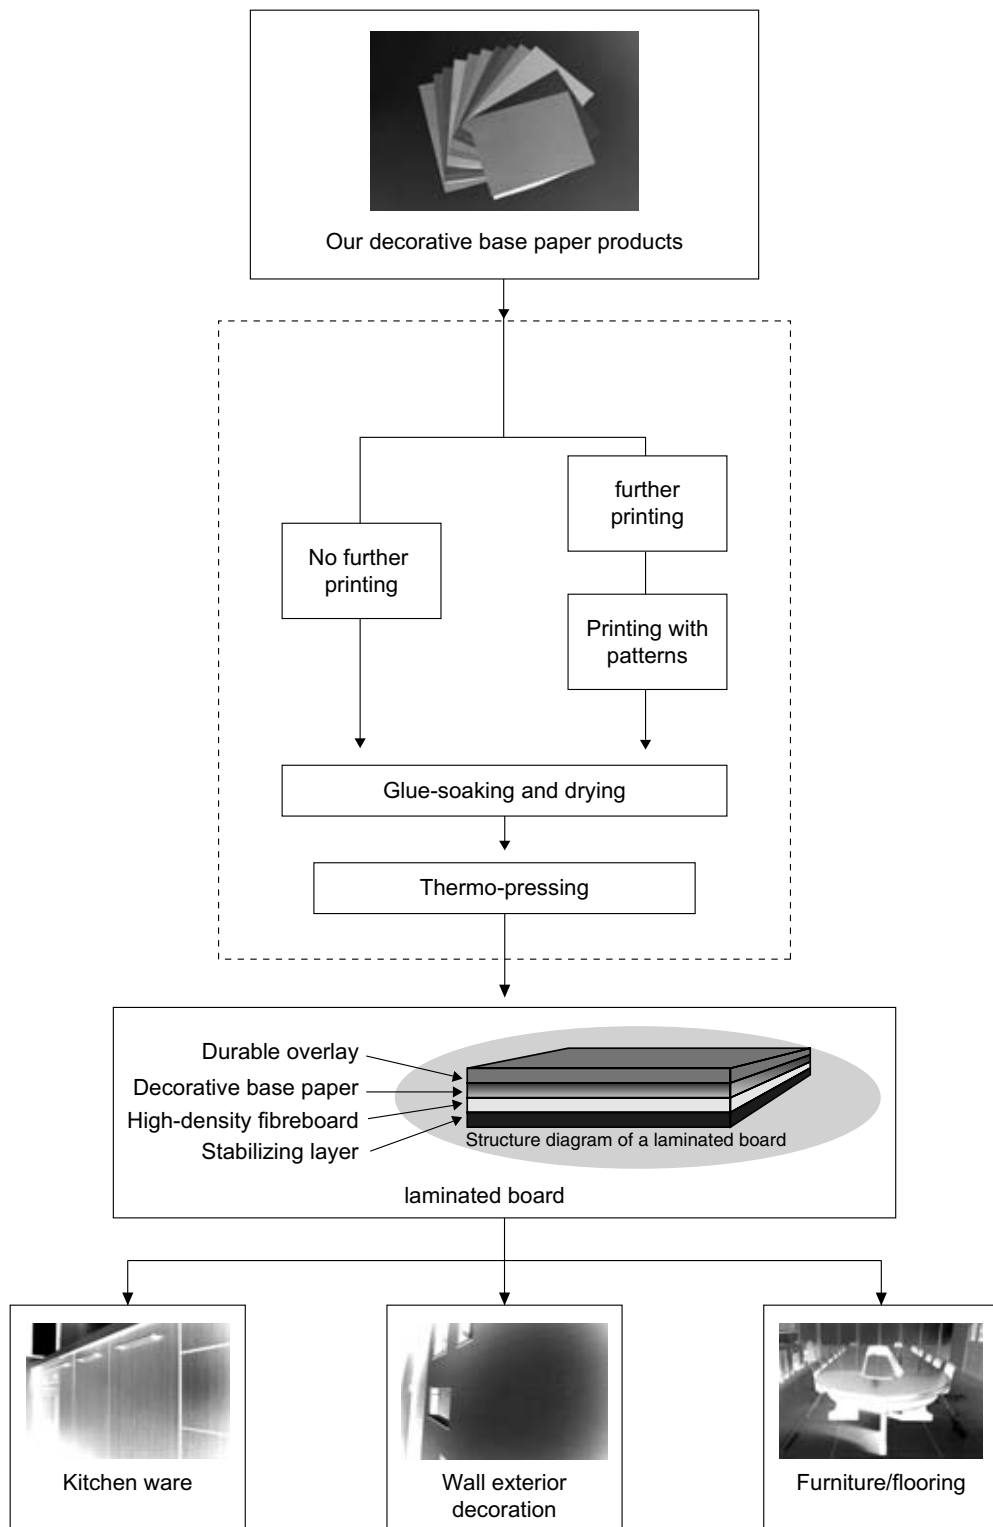 Our decorative base paper products
further
printing
No further
printing
Printing with
patterns
Glue-soaking and drying
Thermo-pressing
Durable overlay
Decorative base paper
High-density fibreboard
Stabilizing layer
Structure diagram of a laminated board
laminated board
Kitchen ware
Wall exterior
decoration
Furniture/flooring